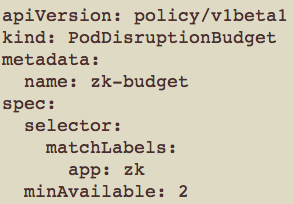 apiVersion: policy/v1beta1
kind: PodDisruptionBudget
metadata:
  name: zk-budget
spec:
  selector:
    matchLabels:
      app: zk
  minAvailable: 2